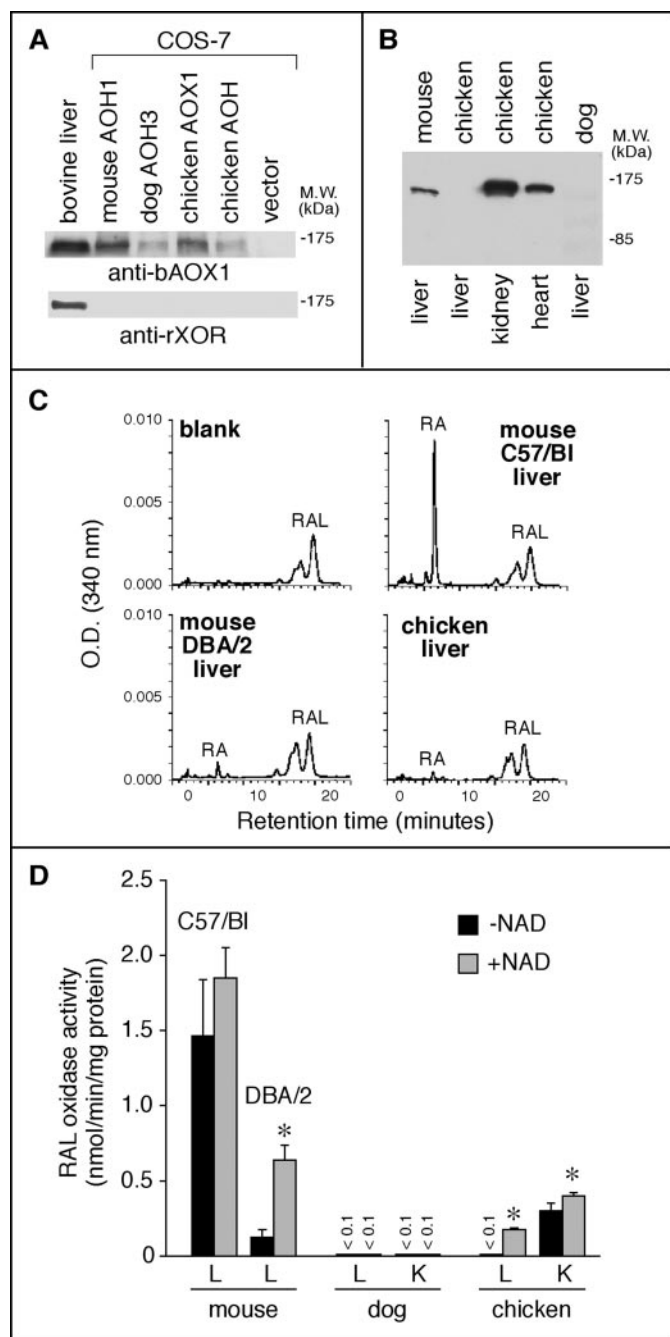 A
COS-7
bovine liver
mouse AOH1
dog AOH3
chicken AOX1
chicken AOH
vector
M.W.
(kDa)
-175
anti-bAOX1
-175
anti-rXOR
B
mouse
chicken
chicken
chicken
dog
M.W.
(kDa)
-175
-85
liver
liver
kidney
heart
liver
C
O.D. (340 nm)
0.010
0.005
0.000
blank
RAL
RA
mouse
C57/Bl
liver
RAL
0.010
0.005
0.000
mouse
DBA/2
liver
RA
RAL
chicken
liver
RA
RAL
0 10 20
0 10 20
Retention time (minutes)
D
RAL oxidase activity
(nmol/min/mg protein)
2.5
2.0
1.5
1.0
0.5
0
C57/Bl
DBA/2
*
-NAD
+NAD
< 0.1
< 0.1
< 0.1
< 0.1
< 0.1
*
*
L L L K L K
mouse dog chicken